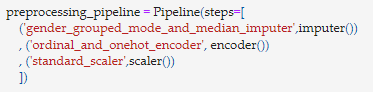 preprocessing_pipeline = Pipeline(steps=[
('gender_grouped_mode_and_median_imputer',imputer())
, ('ordinal_and_onehot_encoder', encoder())
, ('standard_scaler',scaler())
])